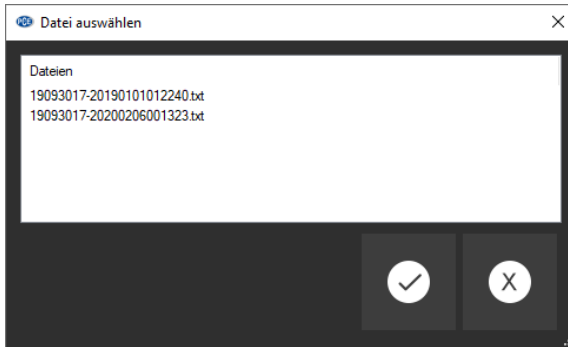 PCE
Datei auswählen
Dateien
19093017-20190101012240.txt
19093017-20200206001323.txt
X